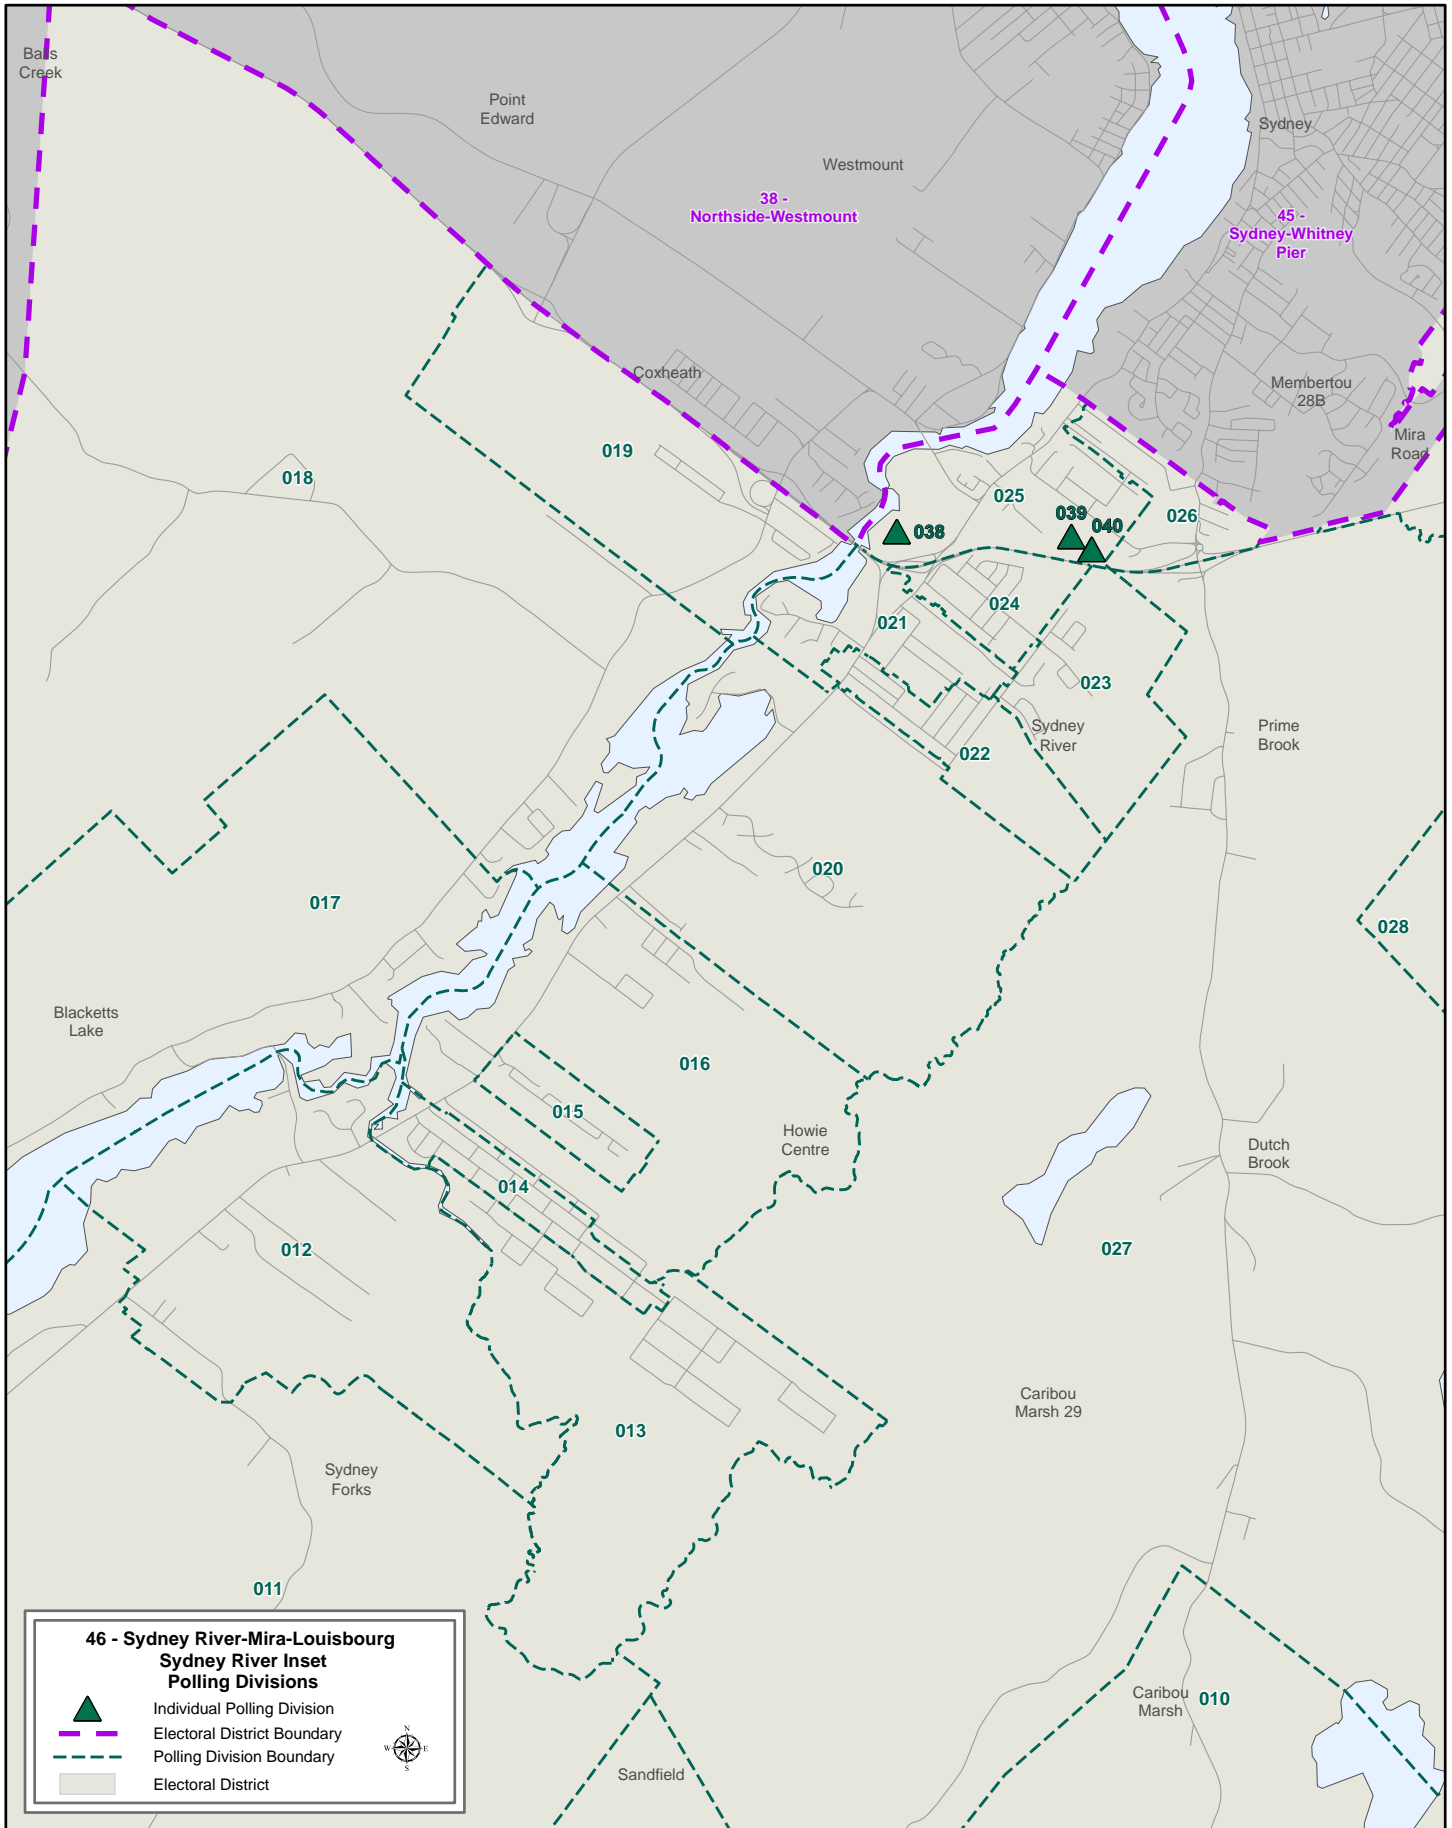 Balls
Creek
Point
Edward
Westmount
Sydney
38 -
Northside-Westmount
45 -
Sydney-Whitney
Pier
Coxheath
Membertou
28B
Mira
Road
019
018
025
026
039
040
038
024
021
023
Sydney
River
Prime
Brook
022
020
017
028
Blacketts
Lake
016
015
Howie
Centre
Dutch
Brook
014
012
027
Caribou
Marsh 29
013
Sydney
Forks
011
010
Caribou
Marsh
Sandfield
46 - Sydney River-Mira-Louisbourg
Sydney River Inset
Polling Divisions
Individual Polling Division
Electoral District Boundary
Polling Division Boundary
Electoral District
N
W E
S